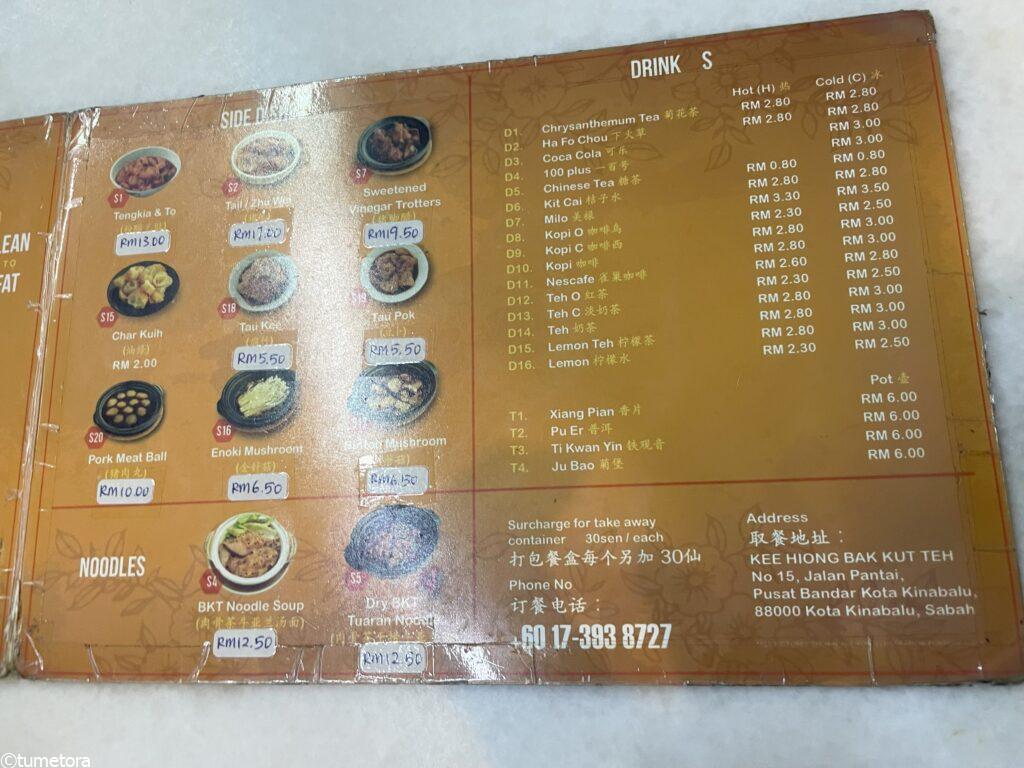 LEAN
TO
FAT
SIDE
S1
Tengkia & To
RM13.00
S2
Tail / Zhu Wei
RM17.00
S7
Sweetened
Vinegar Trotters
RM19.50
S15
Char Kuih
(油條)
RM 2.00
S18
Tau Kee
RM5.50
S19
Tau Pok
RM5.50
S20
Pork Meat Ball
(猪肉丸)
RM10.00
S16
Enoki Mushroom
(金針菇)
RM6.50
Mushroom
RM6.50
NOODLES
S4
BKT Noodle Soup
(肉骨茶斗亚兰汤面)
RM12.50
S5
Dry BKT
Tuaran Noodle
RM12.50
DRINK S
Hot (H) 热 Cold (C) 冰
D1. Chrysanthemum Tea 菊花茶 RM 2.80 RM 2.80
D2. Ha Fo Chou 下火草 RM 2.80 RM 2.80
D3. Coca Cola 可乐 RM 3.00
D4. 100 plus 一百号 RM 3.00
D5. Chinese Tea 糖茶 RM 0.80 RM 0.80
D6. Kit Cai 桔子水 RM 2.80 RM 2.80
D7. Milo 美禄 RM 3.30 RM 3.50
D8. Kopi O 咖啡乌 RM 2.30 RM 2.50
D9. Kopi C 咖啡西 RM 2.80 RM 3.00
D10. Kopi 咖啡 RM 2.60 RM 2.80
D11. Nescafe 雀巢咖啡
D12. Teh O 红茶 RM 2.30 RM 2.50
D13. Teh C 淡奶茶 RM 2.80 RM 3.00
D14. Teh 奶茶
D15. Lemon Teh 柠檬茶 RM 2.80 RM 3.00
D16. Lemon 柠檬水 RM 2.30 RM 2.50
Pot 壶
T1. Xiang Pian 香片 RM 6.00
T2. Pu Er 普洱 RM 6.00
T3. Ti Kwan Yin 铁观音 RM 6.00
T4. Ju Bao 菊堡 RM 6.00
Surcharge for take away
container 30sen / each
打包餐盒每个另加 30仙
Phone No
订餐电话：
+60 17-393 8727
Address
取餐地址：
KEE HIONG BAK KUT TEH
No 15, Jalan Pantai,
Pusat Bandar Kota Kinabalu,
88000 Kota Kinabalu, Sabah
©tumetora